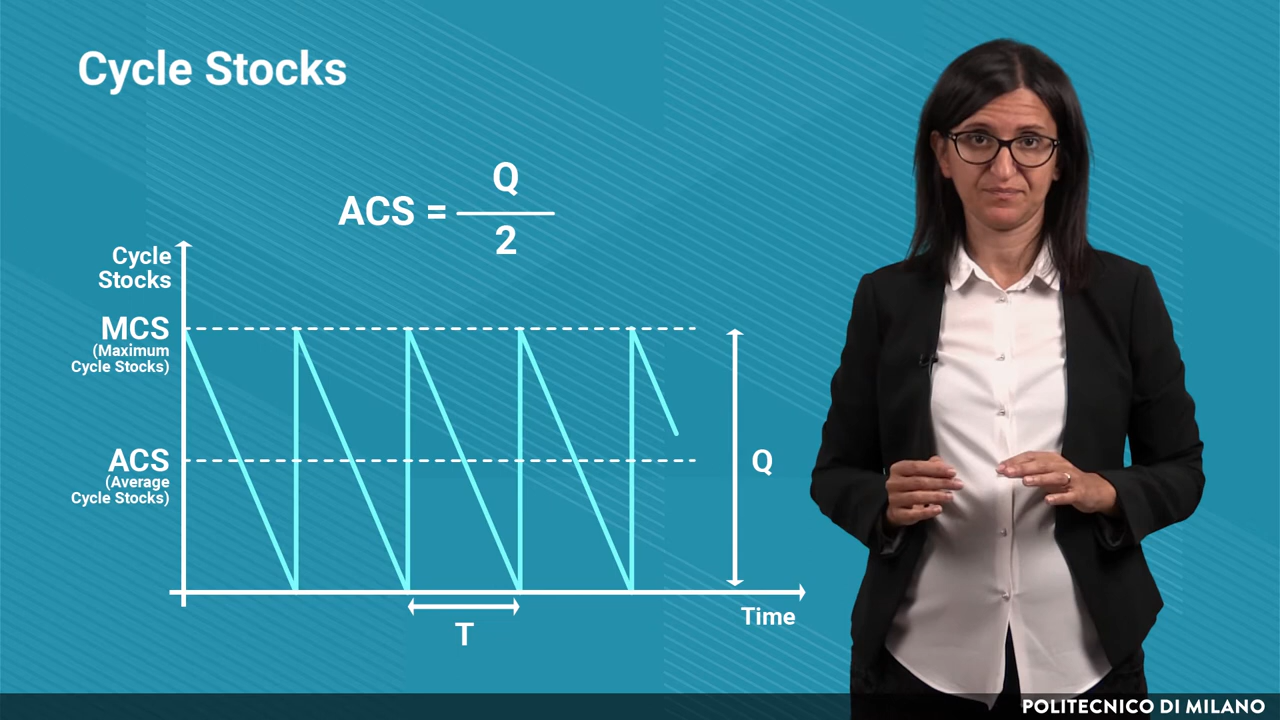 Cycle Stocks
ACS = Q
2
Cycle
Stocks
MCS
(Maximum
Cycle Stocks)
ACS
(Average
Cycle Stocks)
Q
Time
T
POLITECNICO DI MILANO